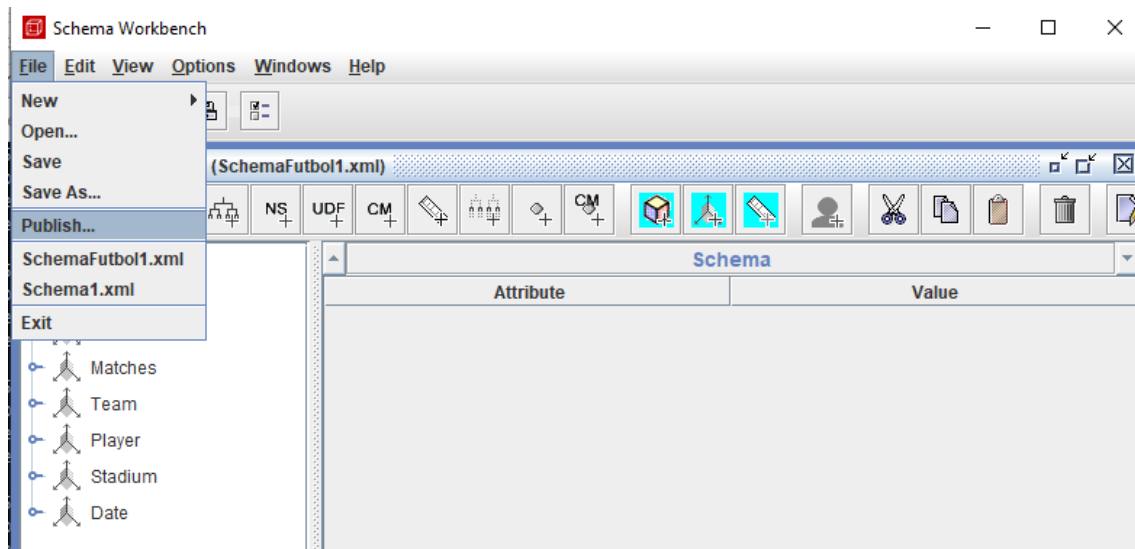 Schema Workbench
File Edit View Options Windows Help
New
Open...
Save
Save As...
Publish...
SchemaFutbol1.xml
Schema1.xml
Exit
(SchemaFutbol1.xml)
NS UDF CM CM
Schema
Attribute Value
Matches
Team
Player
Stadium
Date